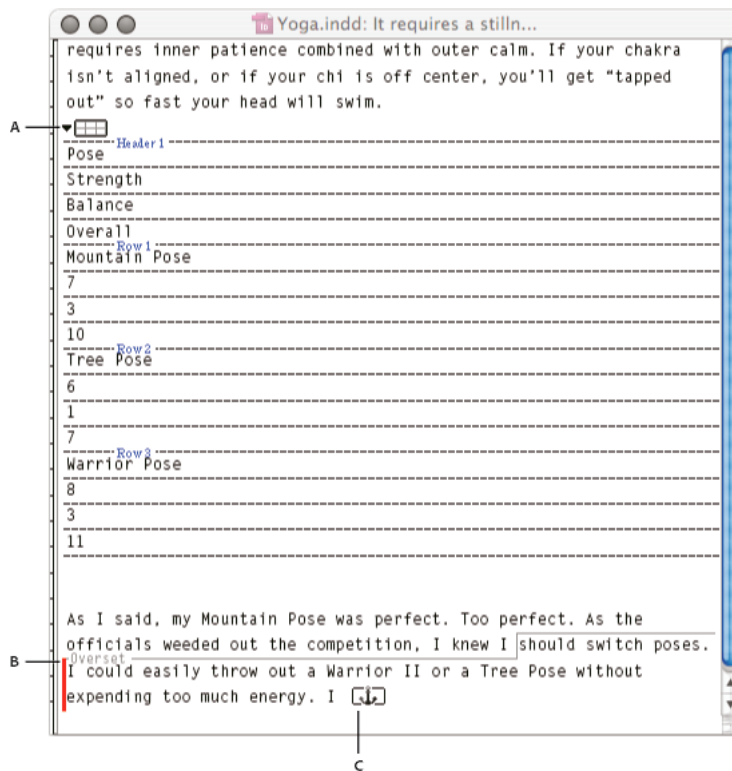 Yoga.indd: It requires a stilln...
requires inner patience combined with outer calm. If your chakra
isn't aligned, or if your chi is off center, you'll get “tapped
out” so fast your head will swim.
A
Header 1
Pose
Strength
Balance
Overall
Row 1
Mountain Pose
7
3
10
Row 2
Tree Pose
6
1
7
Row 3
Warrior Pose
8
3
11
As I said, my Mountain Pose was perfect. Too perfect. As the
officials weeded out the competition, I knew I should switch poses.
B
Overset
I could easily throw out a Warrior II or a Tree Pose without
expending too much energy. I
C